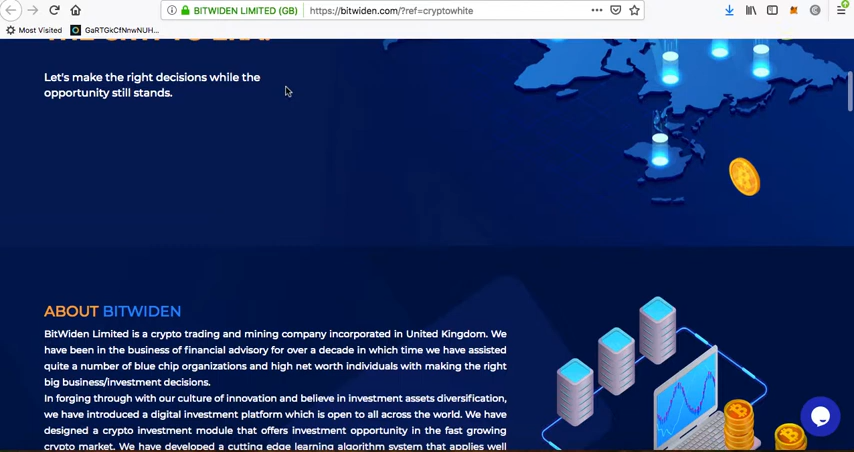 BITWIDEN LIMITED (GB)
https://bitwiden.com/?ref=cryptowhite
Most Visited
GaRTGkCfNnwNUH...
Let's make the right decisions while the
opportunity still stands.
ABOUT BITWIDEN
BitWiden Limited is a crypto trading and mining company incorporated in United Kingdom. We
have been in the business of financial advisory for over a decade in which time we have assisted
quite a number of blue chip organizations and high net worth individuals with making the right
big business/investment decisions.
In forging through with our culture of innovation and believe in investment assets diversification,
we have introduced a digital investment platform which is open to all across the world. We have
designed a crypto investment module that offers investment opportunity in the fast growing
crypto market. We have developed a cutting edge learning algorithm system that applies well